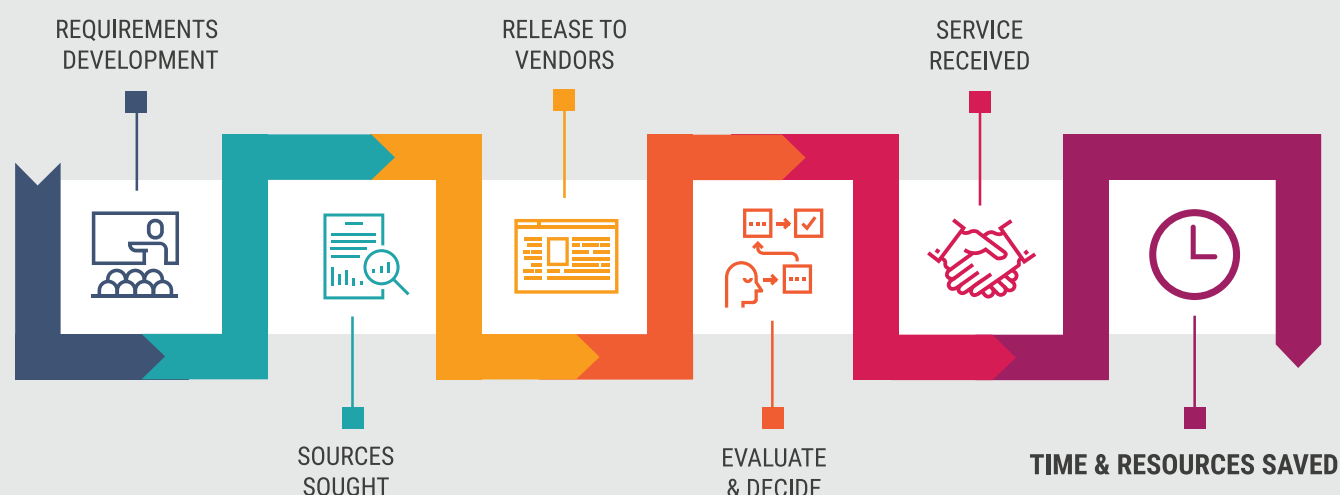 REQUIREMENTS
DEVELOPMENT
SOURCES
SOUGHT
RELEASE TO
VENDORS
EVALUATE
& DECIDE
SERVICE
RECEIVED
TIME & RESOURCES SAVED